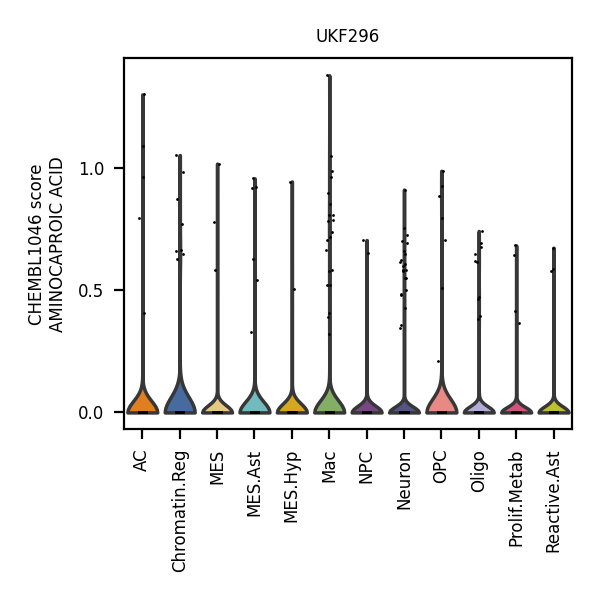 UKF296
CHEMBL1046 score
AMINOCAPROIC ACID
1.0
0.5
0.0
AC
Chromatin.Reg
MES
MES.Ast
MES.Hyp
Mac
NPC
Neuron
OPC
Oligo
Prolif.Metab
Reactive.Ast